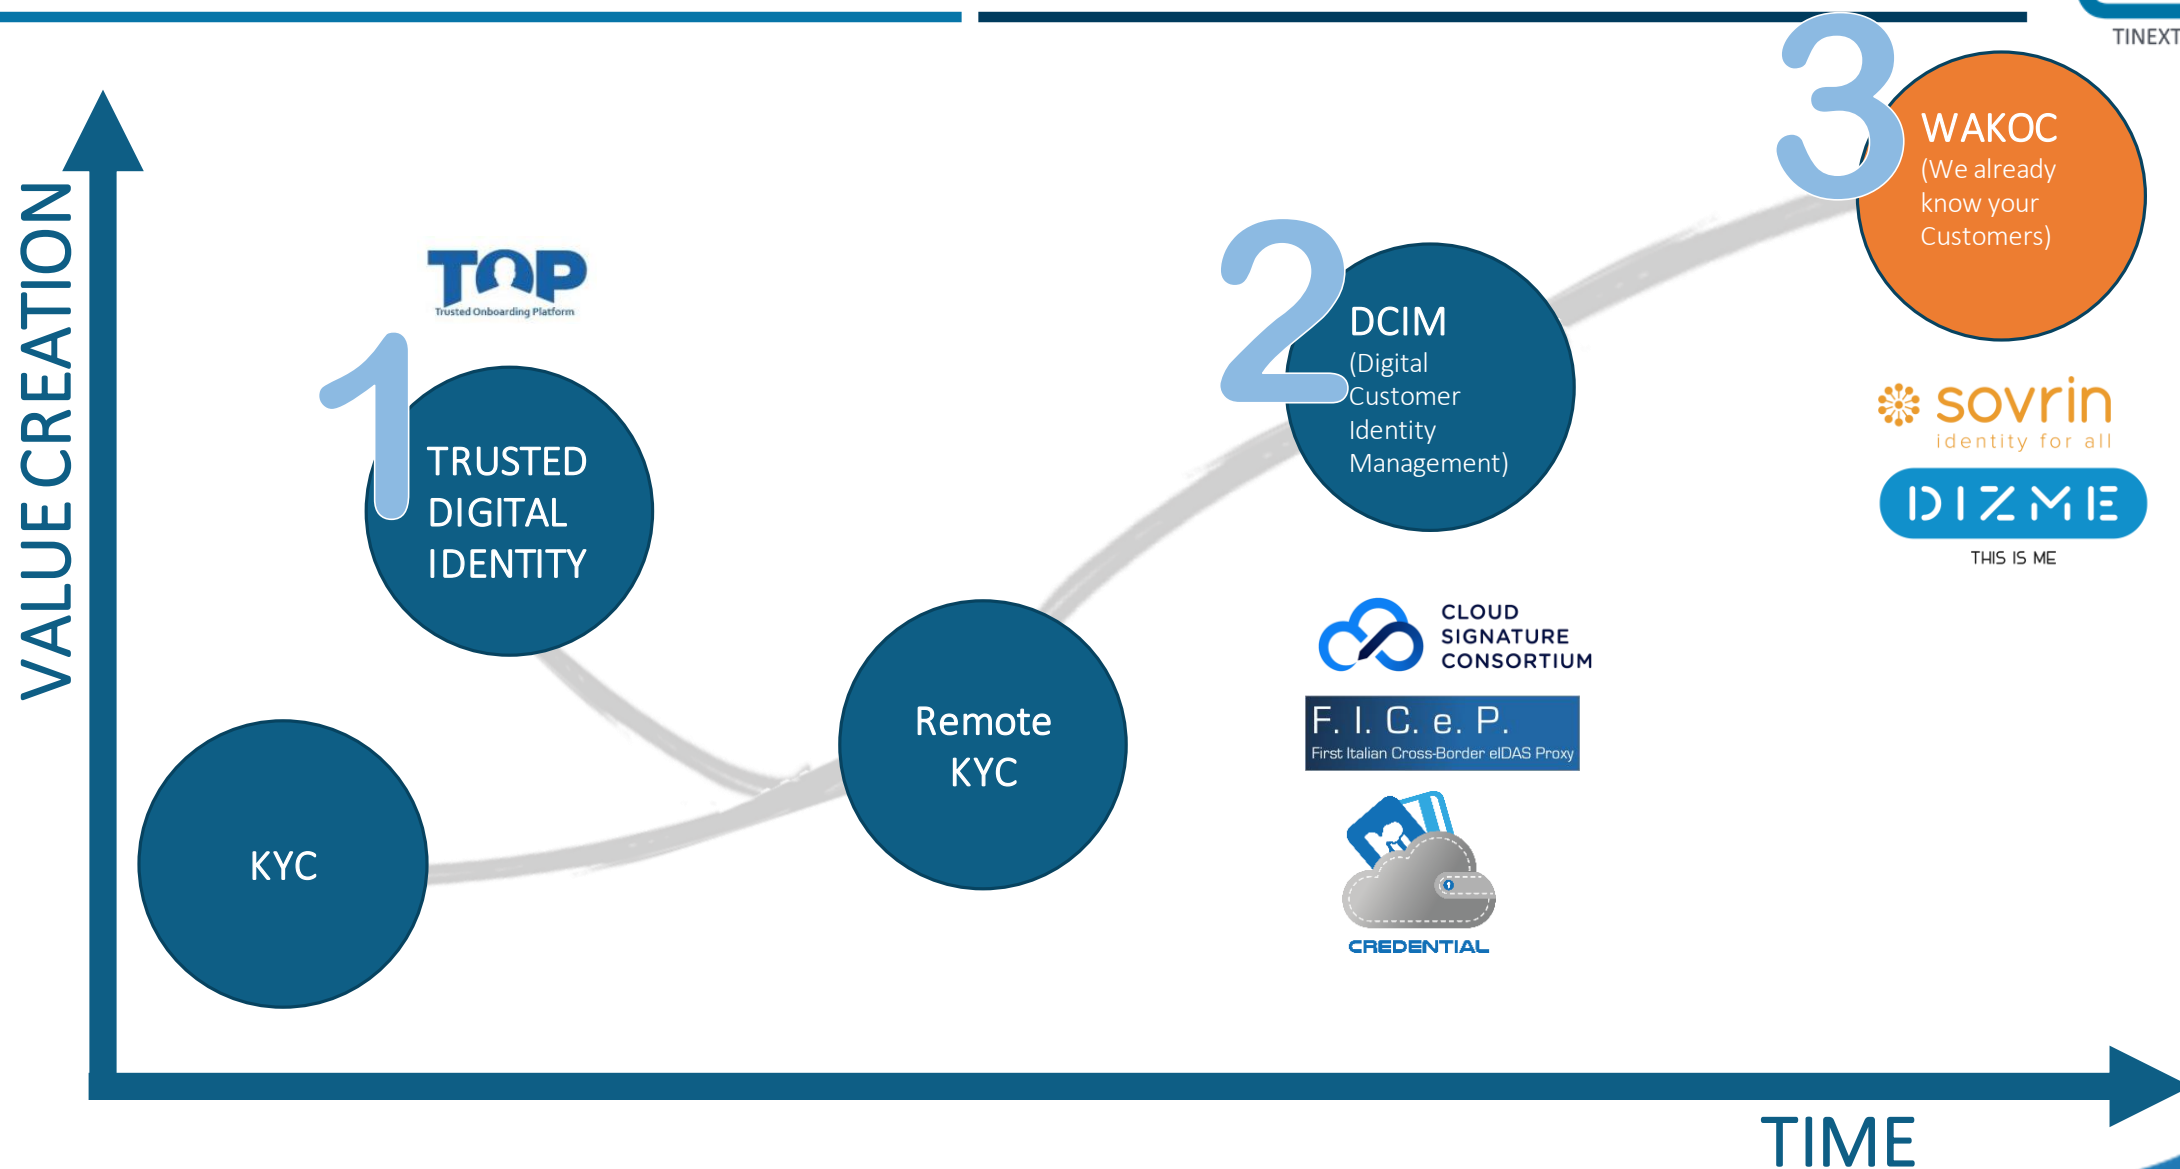 TINEXT
VALUE CREATION
TOP
Trusted Onboarding Platform
1
TRUSTED
DIGITAL
IDENTITY
KYC
Remote
KYC
2
DCIM
(Digital
Customer
Identity
Management)
CLOUD
SIGNATURE
CONSORTIUM
F. I. C. e. P.
First Italian Cross-Border eIDAS Proxy
CREDENTIAL
3
WAKOC
(We already
know your
Customers)
sovrin
identity for all
DIZME
THIS IS ME
TIME